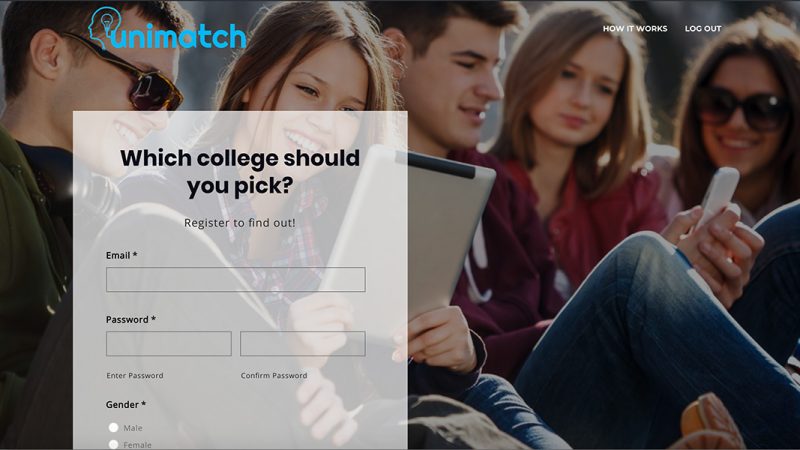 unimatch
HOW IT WORKS LOG OUT
Which college should
you pick?
Register to find out!
Email *
Password *
Enter Password Confirm Password
Gender *
Male
Female